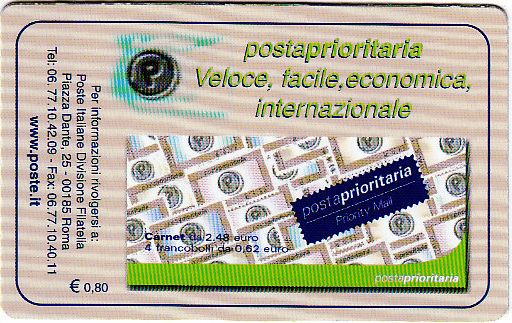 postaprioritaria
Veloce, facile,economica,
internazionale
P
postaprioritaria
Priority Mail
Carnet da 2,48 euro
4 francobolli da 0,62 euro
postaprioritaria
Per informazioni rivolgersi a:
Poste Italiane Divisione Filatelia
Piazza Dante, 25 - 00185 Roma
Tel: 06. 77.10.42.09 - Fax: 06.77.10.40.11
www.poste.it
€ 0,80